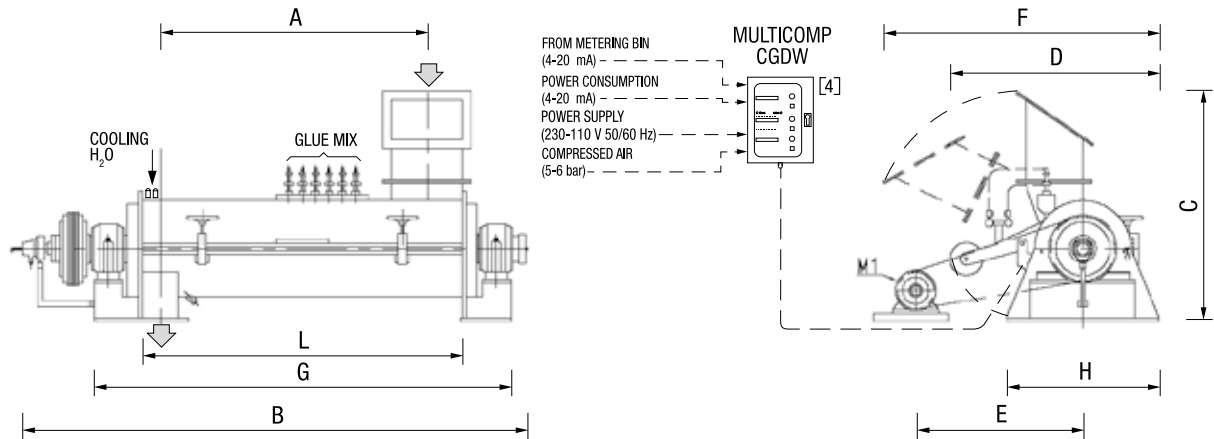 A
COOLING
H2O
GLUE MIX
L
G
B
FROM METERING BIN
(4-20 mA)
POWER CONSUMPTION
(4-20 mA)
POWER SUPPLY
(230-110 V 50/60 Hz)
COMPRESSED AIR
(5-6 bar)
MULTICOMP
CGDW
[4]
F
D
C
M1
H
E